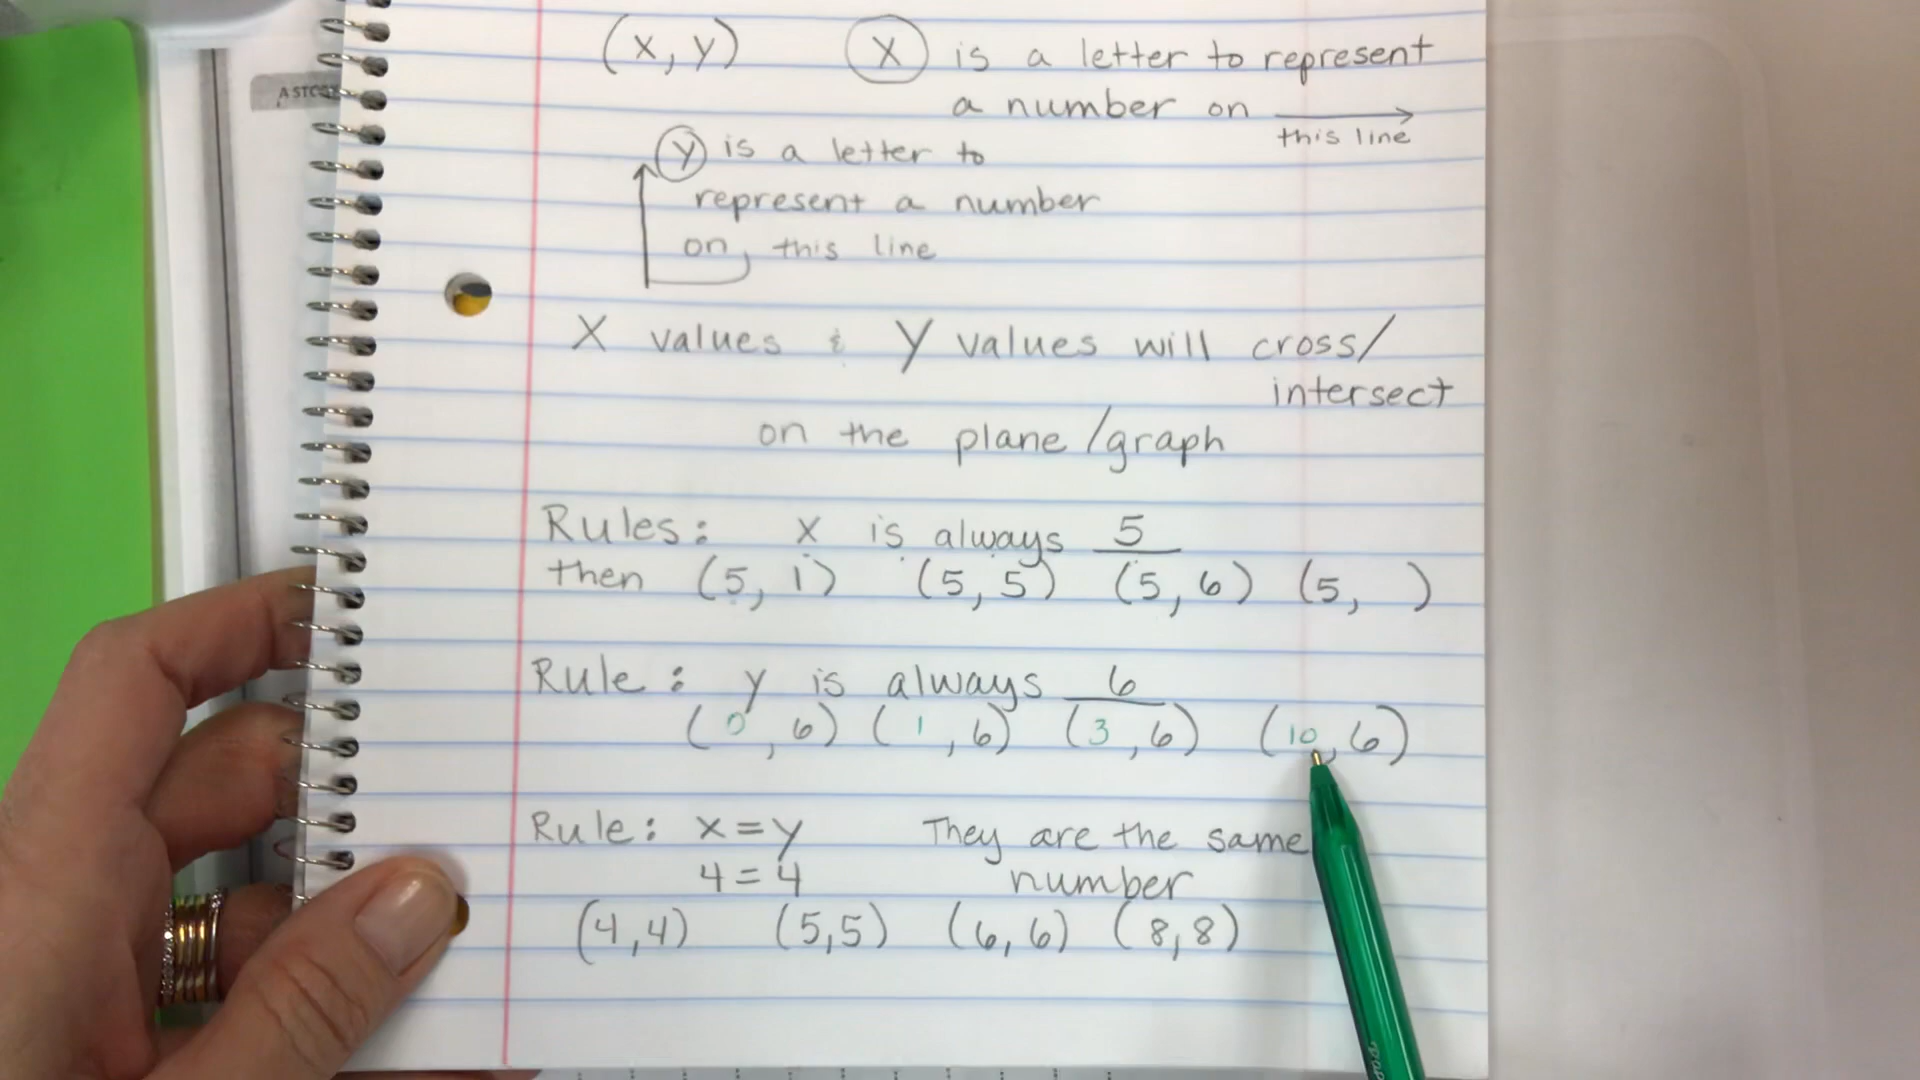 (x, y) X is a letter to represent
a number on
this line
y is a letter to
represent a number
on, this line
X values & Y values will cross/
intersect
on the plane/graph
Rules: X is always 5
then (5, 1) (5, 5) (5, 6) (5, )
Rule: y is always 6
(0, 6) (1, 6) (3, 6) (10, 6)
Rule: x=y They are the same
4=4 number
(4,4) (5,5) (6,6) (8,8)